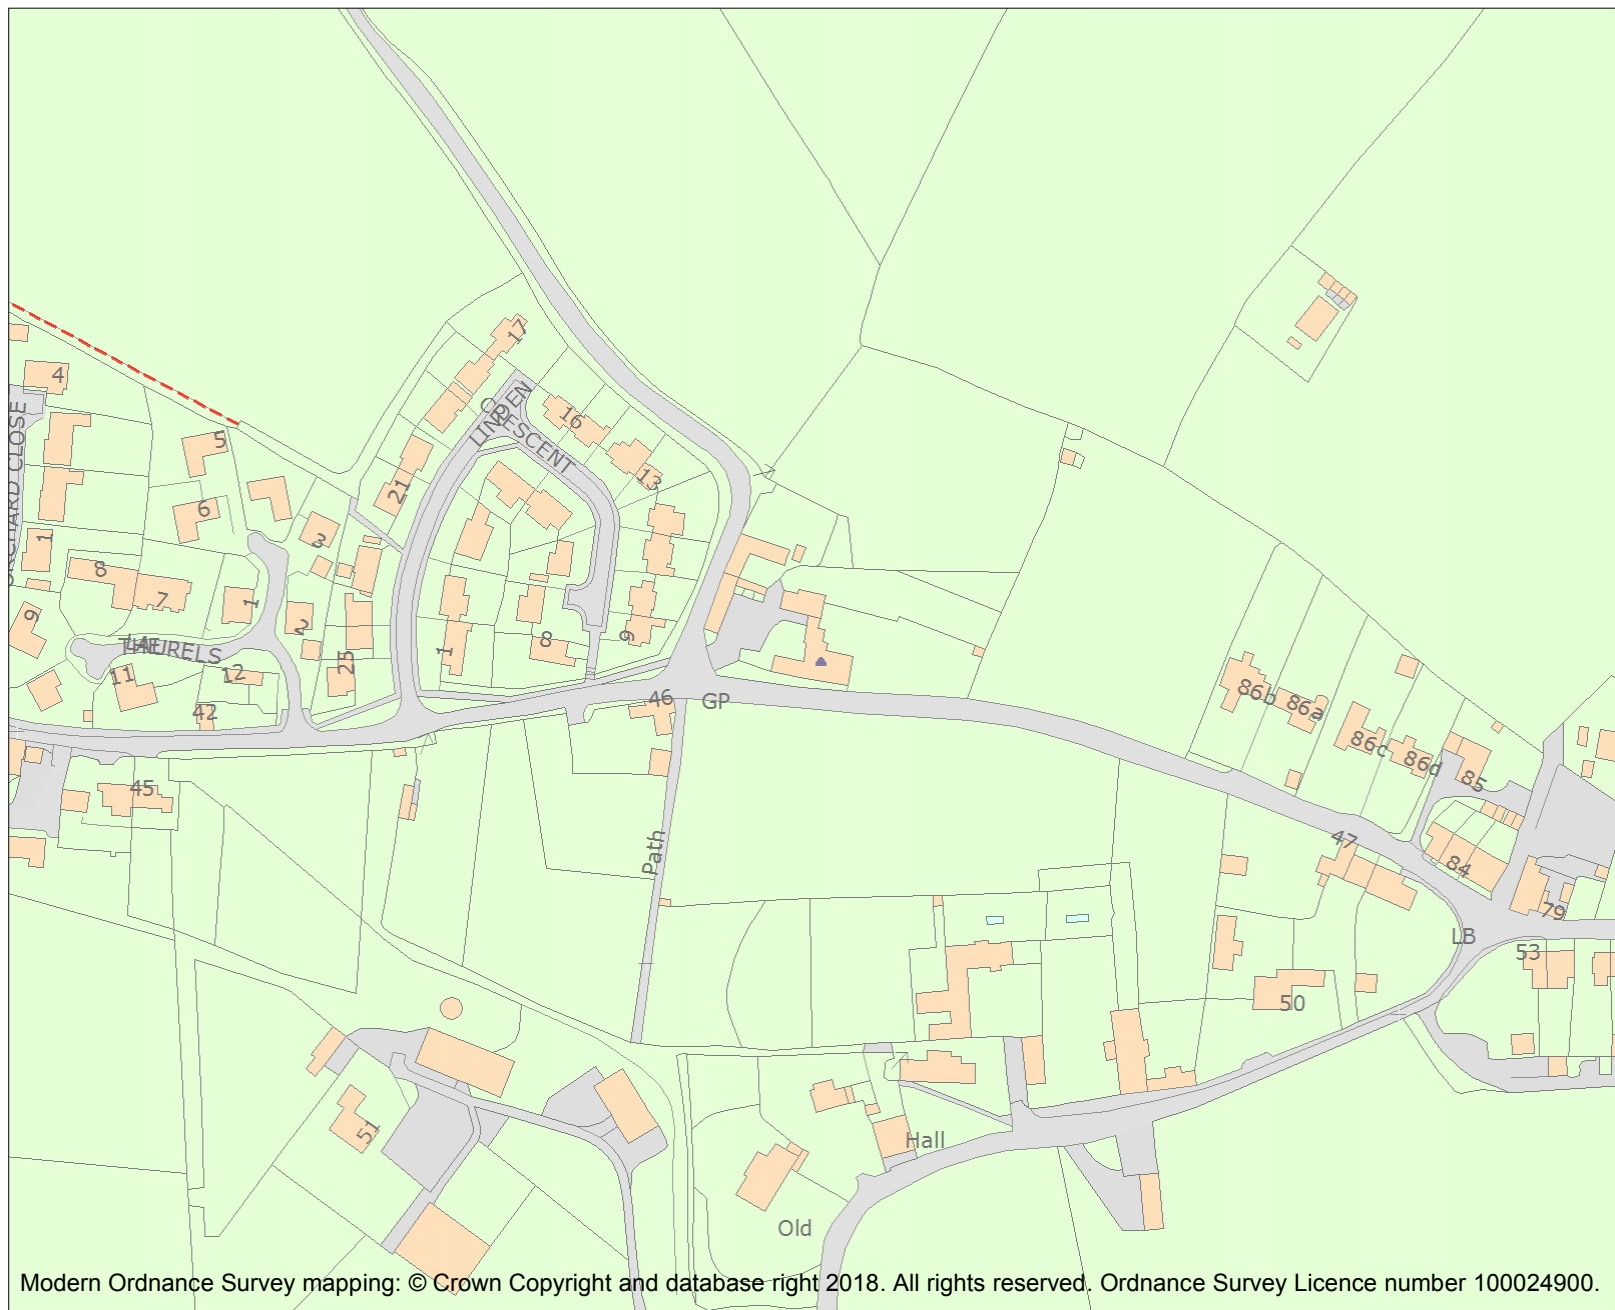 17
4
LINDEN
CRESCENT
16
ORCHARD CLOSE
5
13
21
6
1
3
8
7
1
9
2
1
8
9
THE
LAURELS
25
11
12
42
46
GP
86b
86a
86c
86d
85
45
47
Path
84
79
LB
53
50
51
Hall
Old
Modern Ordnance Survey mapping: © Crown Copyright and database right 2018. All rights reserved. Ordnance Survey Licence number 100024900.